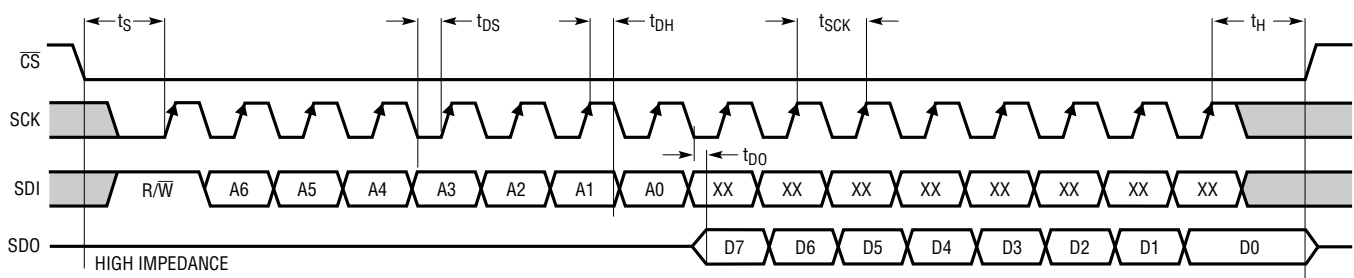 tS tDS tDH tSCK tH
CS
SCK
tDO
SDI R/W A6 A5 A4 A3 A2 A1 A0 XX XX XX XX XX XX XX XX
SDO D7 D6 D5 D4 D3 D2 D1 D0
HIGH IMPEDANCE